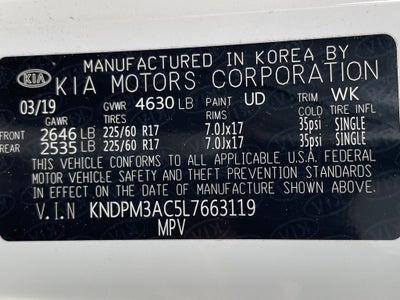 MANUFACTURED IN KOREA BY
KIA KIA MOTORS CORPORATION
03/19 GVWR 4630 LB PAINT UD TRIM WK
GAWR TIRES RIMS COLD TIRE INFL
FRONT 2646 LB 225/60 R17 7.0Jx17 35psi SINGLE
REAR 2535 LB 225/60 R17 7.0Jx17 35psi SINGLE
THIS VEHICLE CONFORMS TO ALL APPLICABLE U.S.A FEDERAL
MOTOR VEHICLE SAFETY AND THEFT PREVENTION STANDARDS
IN EFFECT ON THE DATE OF MANUFACTURE SHOWN ABOVE
V.I.N KNDPM3AC5L7663119
MPV